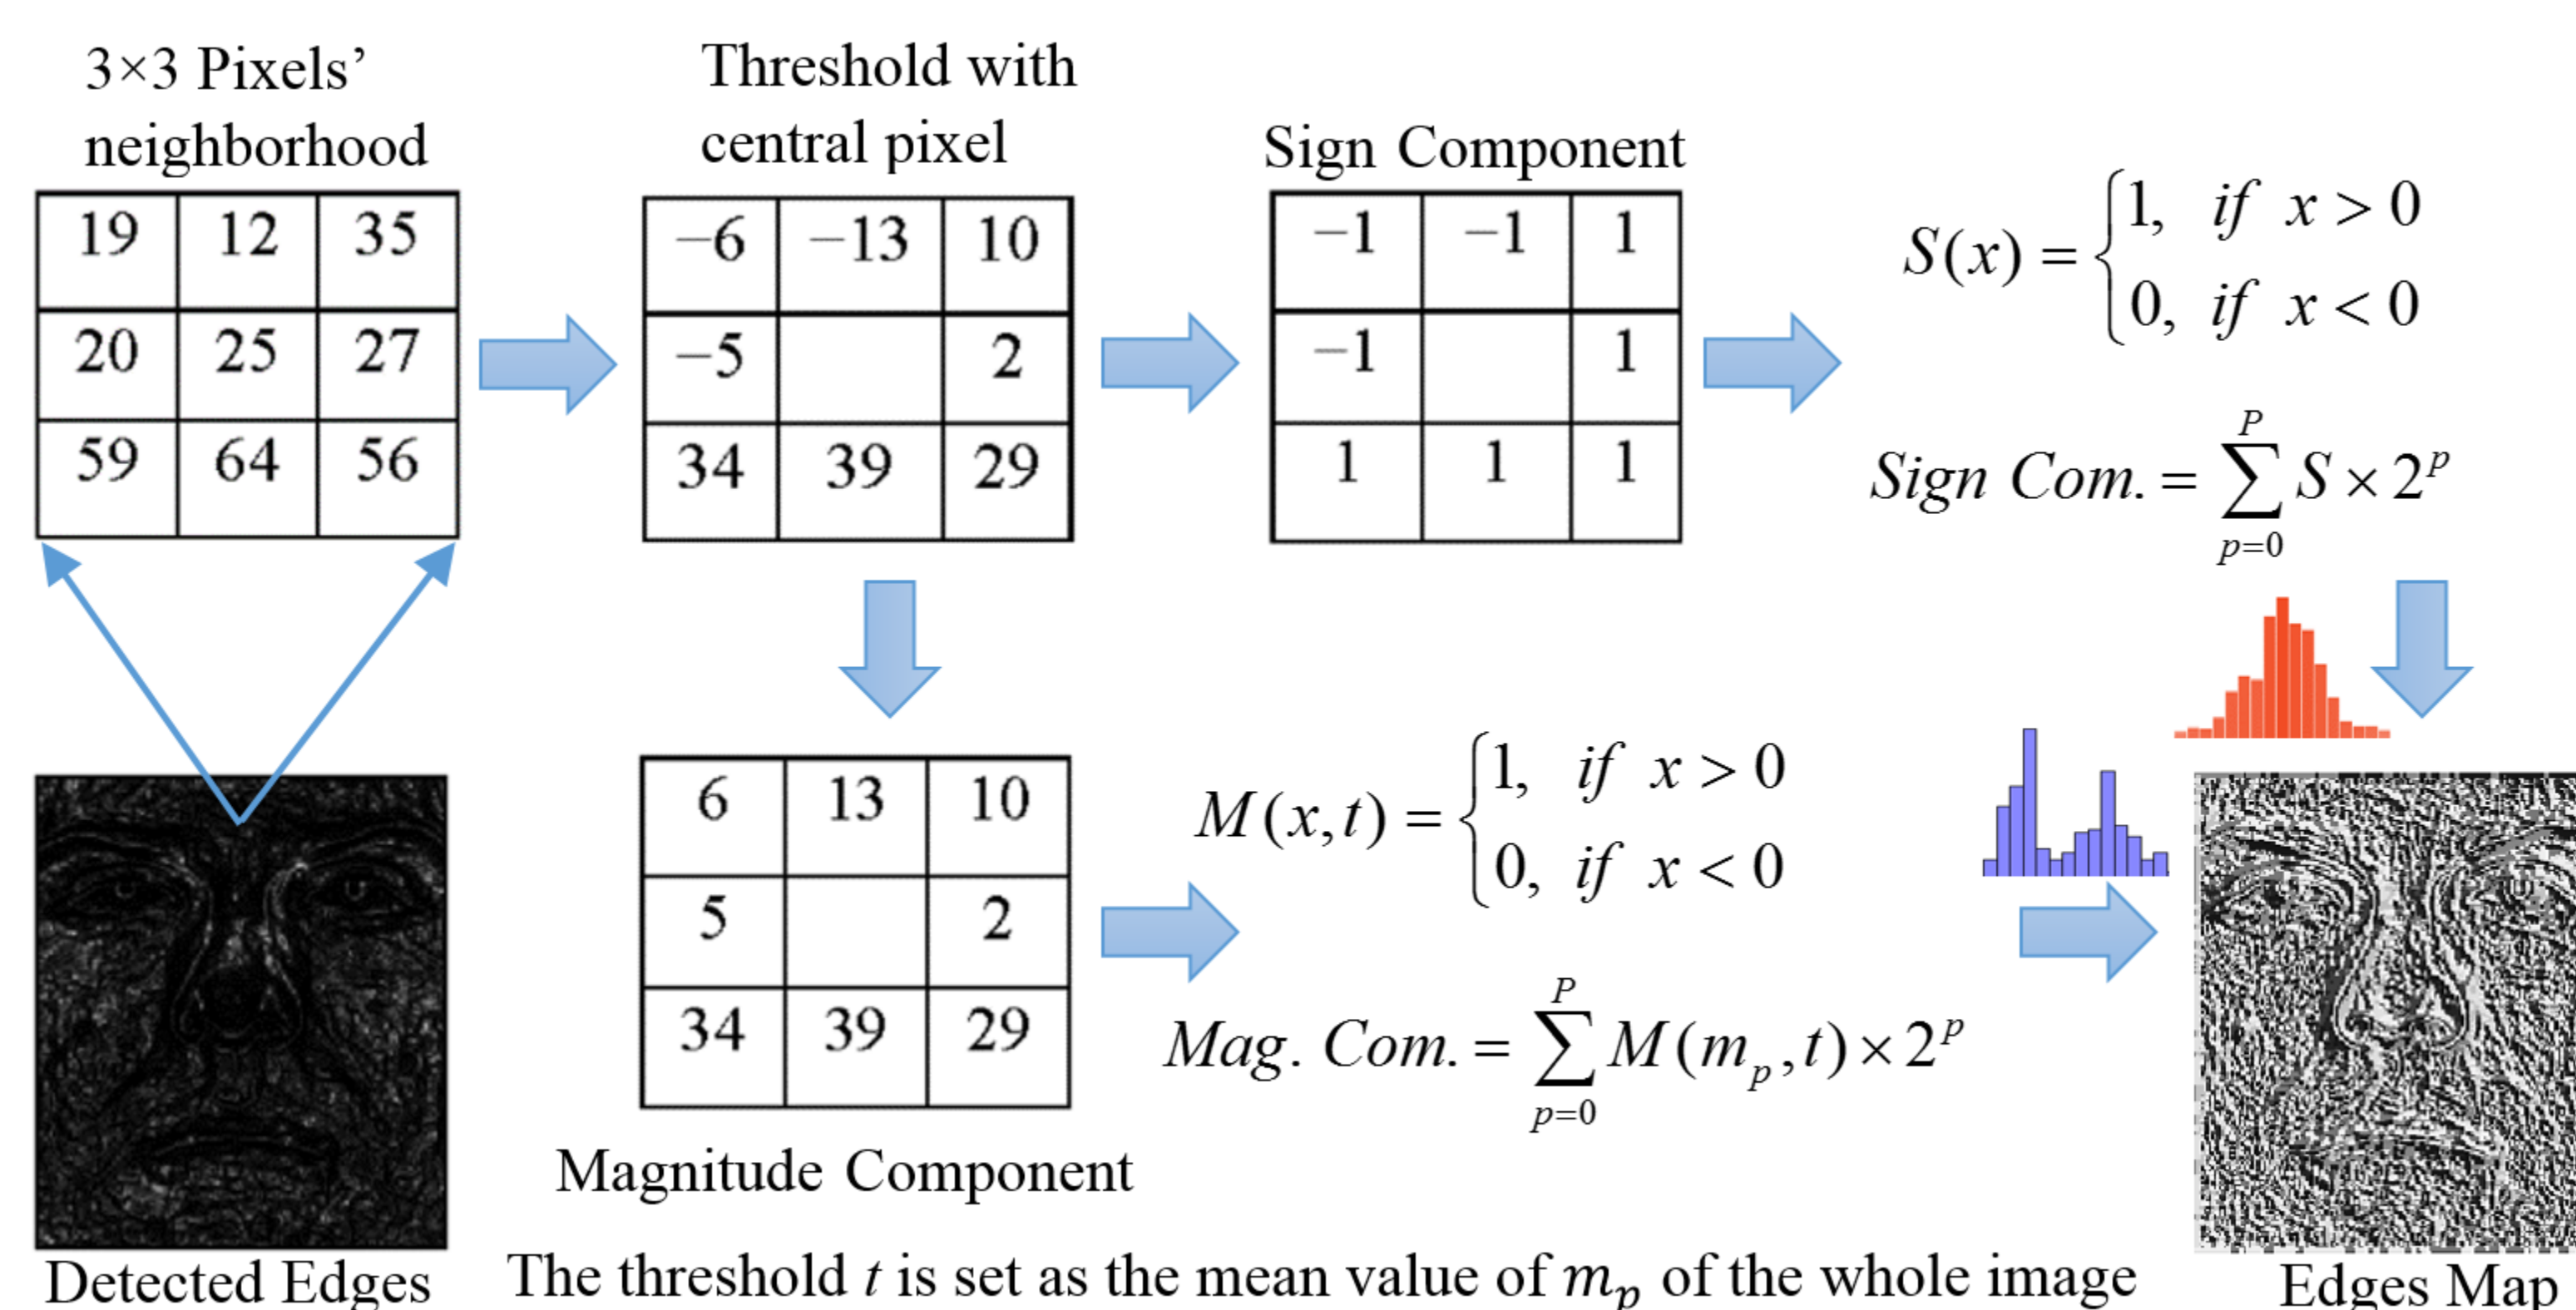 3×3 Pixels’
neighborhood
Threshold with
central pixel
Sign Component
19 12 35
20 25 27
59 64 56
−6 −13 10
−5 2
34 39 29
−1 −1 1
−1 1
1 1 1
S(x) = {1, if x > 0
0, if x < 0
Sign Com. = ∑ P p=0 S × 2^p
6 13 10
5 2
34 39 29
Magnitude Component
M(x,t) = {1, if x > 0
0, if x < 0
Mag. Com. = ∑ P p=0 M(m_p,t) × 2^p
Detected Edges
The threshold t is set as the mean value of m_p of the whole image
Edges Map